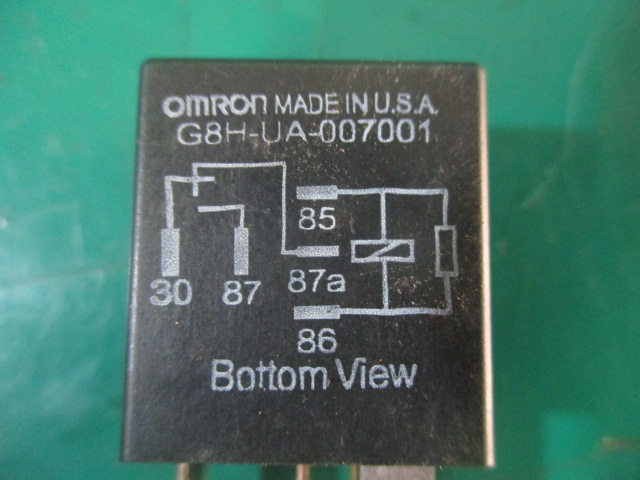 omron MADE IN U.S.A.
G8H-UA-007001
85
30 87 87a
86
Bottom View